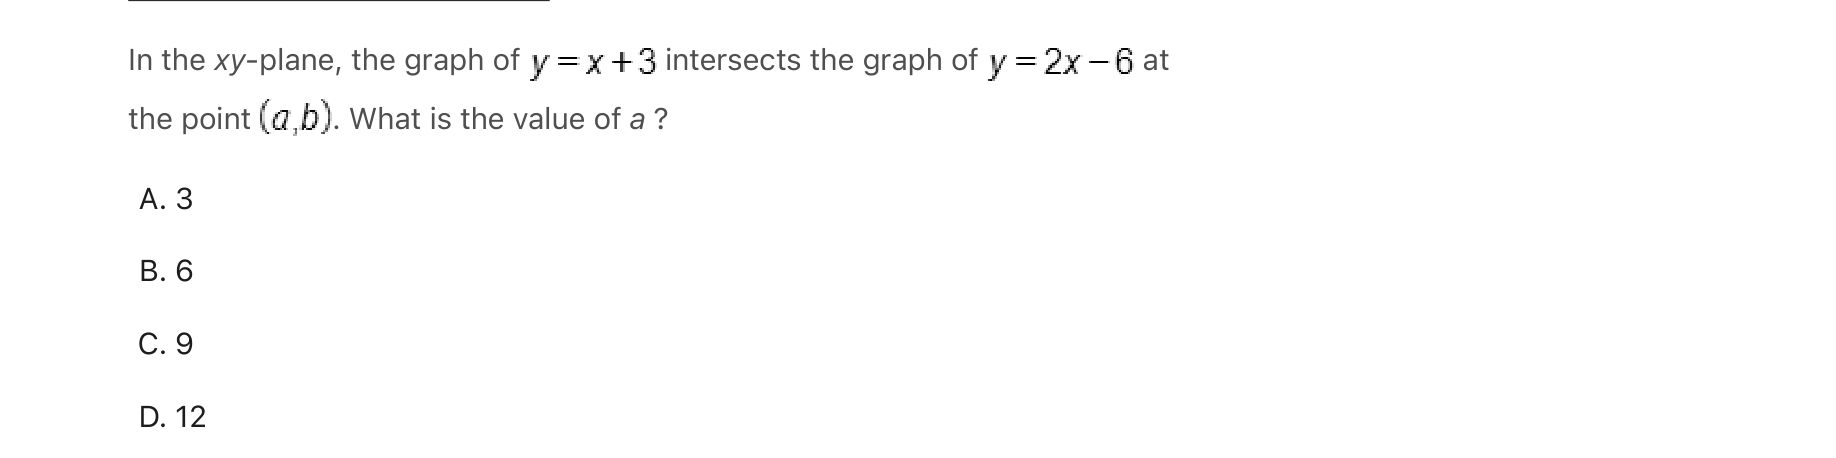 In the xy-plane, the graph of y = x + 3 intersects the graph of y = 2x − 6 at
the point (a,b). What is the value of a ?
A. 3
B. 6
C. 9
D. 12